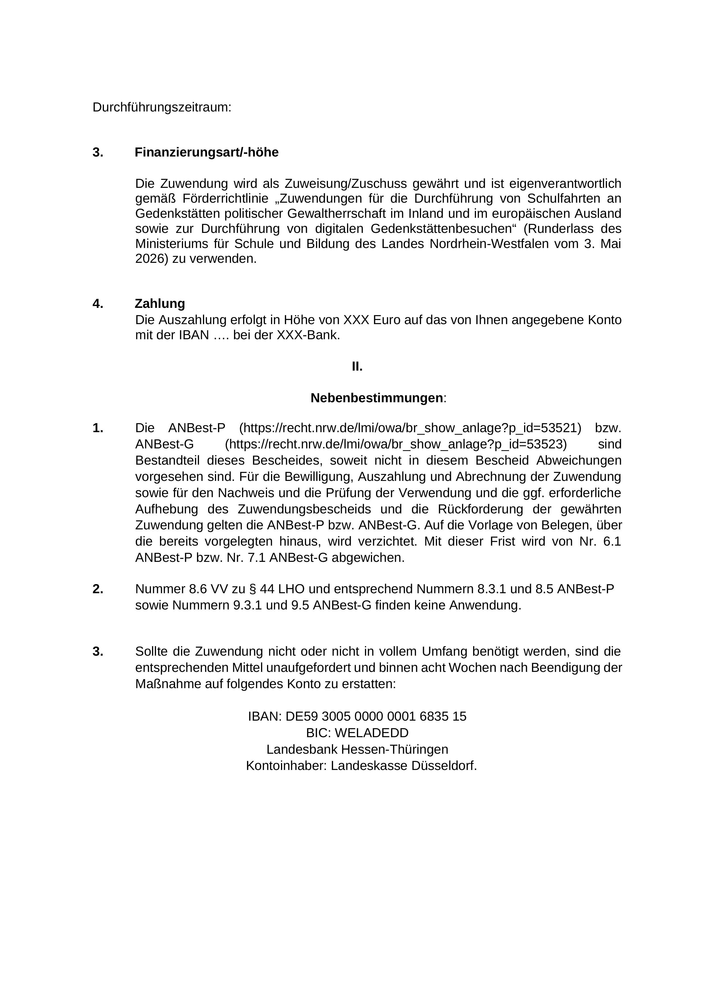 Durchführungszeitraum:
3. Finanzierungsart/-höhe
Die Zuwendung wird als Zuweisung/Zuschuss gewährt und ist eigenverantwortlich
gemäß Förderrichtlinie „Zuwendungen für die Durchführung von Schulfahrten an
Gedenkstätten politischer Gewaltherrschaft im Inland und im europäischen Ausland
sowie zur Durchführung von digitalen Gedenkstättenbesuchen“ (Runderlass des
Ministeriums für Schule und Bildung des Landes Nordrhein-Westfalen vom 3. Mai
2026) zu verwenden.
4. Zahlung
Die Auszahlung erfolgt in Höhe von XXX Euro auf das von Ihnen angegebene Konto
mit der IBAN …. bei der XXX-Bank.
II.
Nebenbestimmungen:
1. Die ANBest-P (https://recht.nrw.de/lmi/owa/br_show_anlage?p_id=53521) bzw.
ANBest-G (https://recht.nrw.de/lmi/owa/br_show_anlage?p_id=53523) sind
Bestandteil dieses Bescheides, soweit nicht in diesem Bescheid Abweichungen
vorgesehen sind. Für die Bewilligung, Auszahlung und Abrechnung der Zuwendung
sowie für den Nachweis und die Prüfung der Verwendung und die ggf. erforderliche
Aufhebung des Zuwendungsbescheids und die Rückforderung der gewährten
Zuwendung gelten die ANBest-P bzw. ANBest-G. Auf die Vorlage von Belegen, über
die bereits vorgelegten hinaus, wird verzichtet. Mit dieser Frist wird von Nr. 6.1
ANBest-P bzw. Nr. 7.1 ANBest-G abgewichen.
2. Nummer 8.6 VV zu § 44 LHO und entsprechend Nummern 8.3.1 und 8.5 ANBest-P
sowie Nummern 9.3.1 und 9.5 ANBest-G finden keine Anwendung.
3. Sollte die Zuwendung nicht oder nicht in vollem Umfang benötigt werden, sind die
entsprechenden Mittel unaufgefordert und binnen acht Wochen nach Beendigung der
Maßnahme auf folgendes Konto zu erstatten:
IBAN: DE59 3005 0000 0001 6835 15
BIC: WELADEDD
Landesbank Hessen-Thüringen
Kontoinhaber: Landeskasse Düsseldorf.